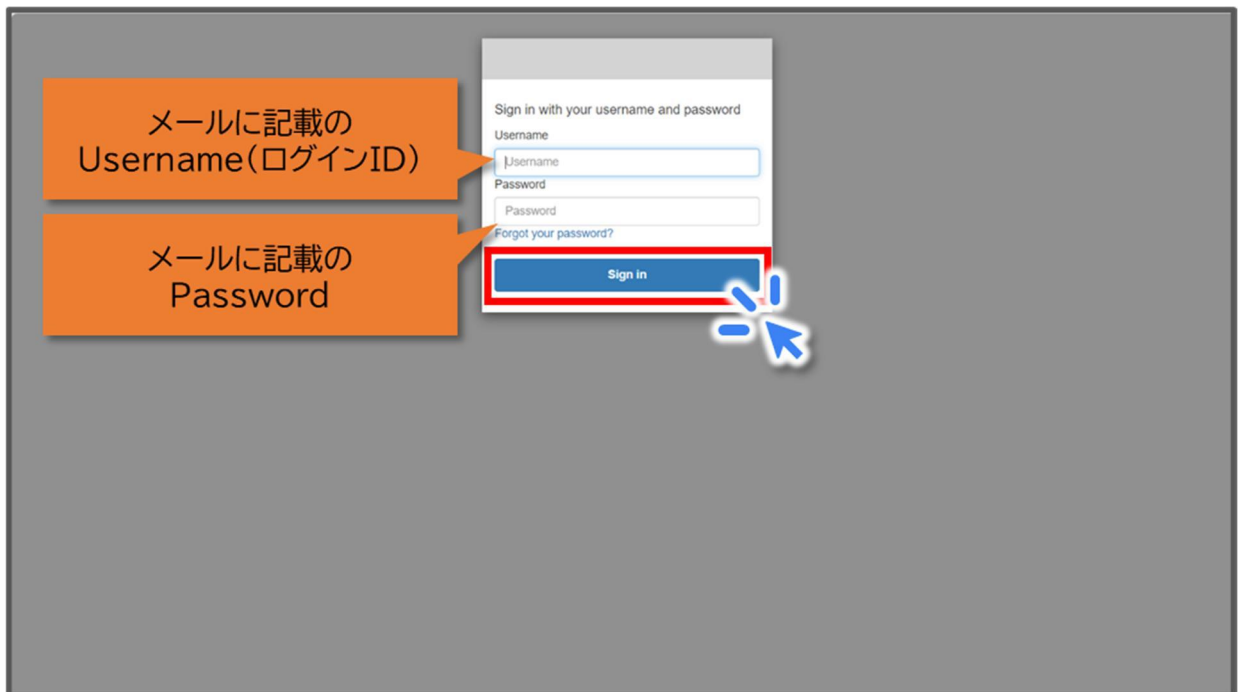 メールに記載の
Username(ログインID)
メールに記載の
Password
Sign in with your username and password
Username
Username
Password
Password
Forgot your password?
Sign in